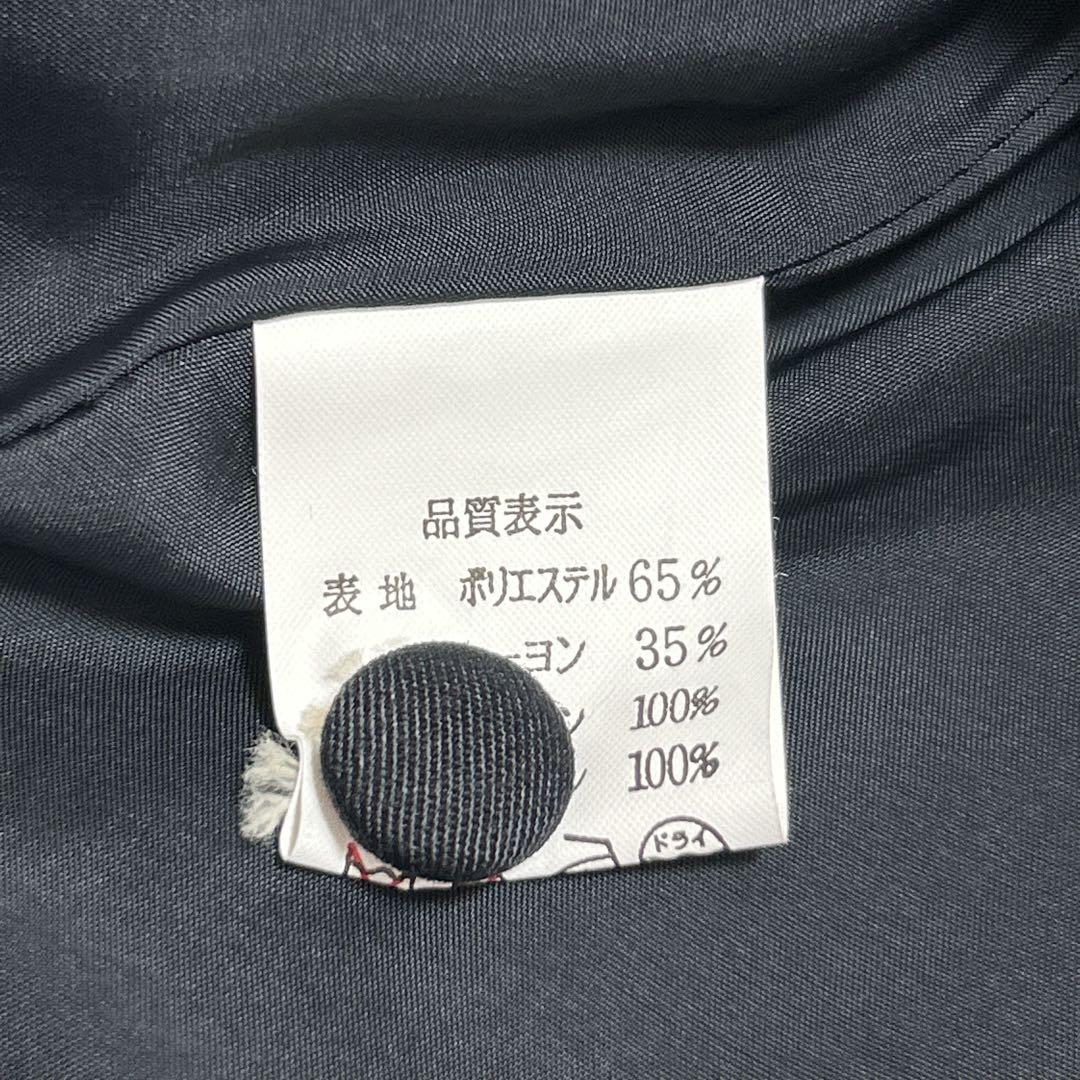 品質表示
表地 ポリエステル 65%
ーヨン 35%
ン 100%
100%
ドライ